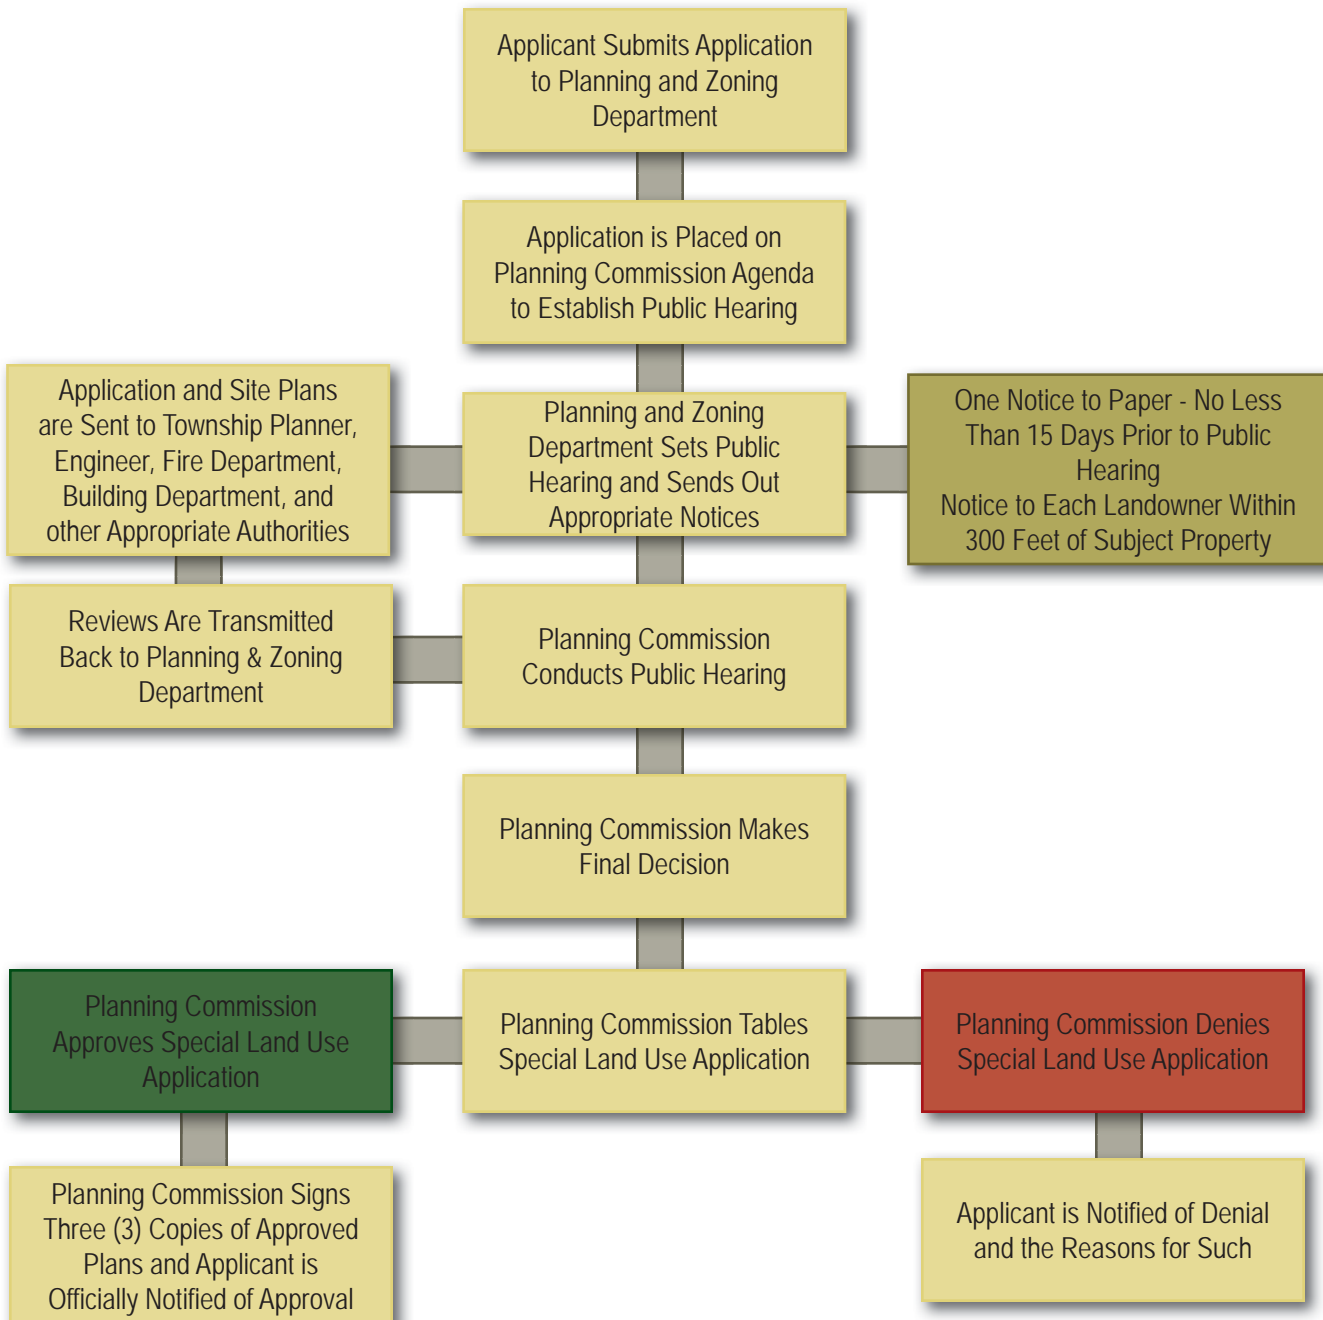 Applicant Submits Application
to Planning and Zoning
Department
Application is Placed on
Planning Commission Agenda
to Establish Public Hearing
Application and Site Plans
are Sent to Township Planner,
Engineer, Fire Department,
Building Department, and
other Appropriate Authorities
Planning and Zoning
Department Sets Public
Hearing and Sends Out
Appropriate Notices
One Notice to Paper - No Less
Than 15 Days Prior to Public
Hearing
Notice to Each Landowner Within
300 Feet of Subject Property
Reviews Are Transmitted
Back to Planning & Zoning
Department
Planning Commission
Conducts Public Hearing
Planning Commission Makes
Final Decision
Planning Commission
Approves Special Land Use
Application
Planning Commission Tables
Special Land Use Application
Planning Commission Denies
Special Land Use Application
Planning Commission Signs
Three (3) Copies of Approved
Plans and Applicant is
Officially Notified of Approval
Applicant is Notified of Denial
and the Reasons for Such